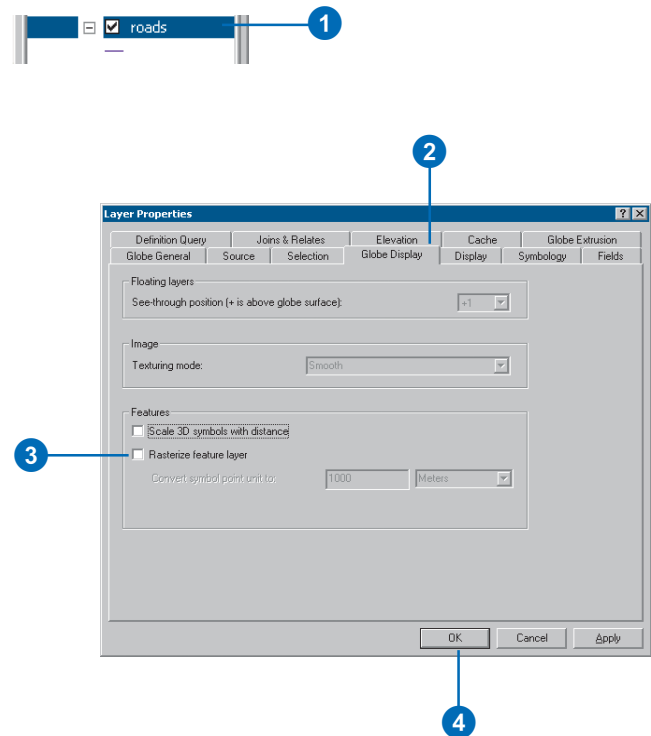 roads
1
2
Layer Properties
Definition Query Joins & Relates Elevation Cache Globe Extrusion
Globe General Source Selection Globe Display Display Symbology Fields
Floating layers
See-through position (+ is above globe surface): +1
Image
Texturing mode: Smooth
Features
Scale 3D symbols with distance
3 Rasterize feature layer
Convert symbol point unit to: 1000 Meters
OK Cancel Apply
4